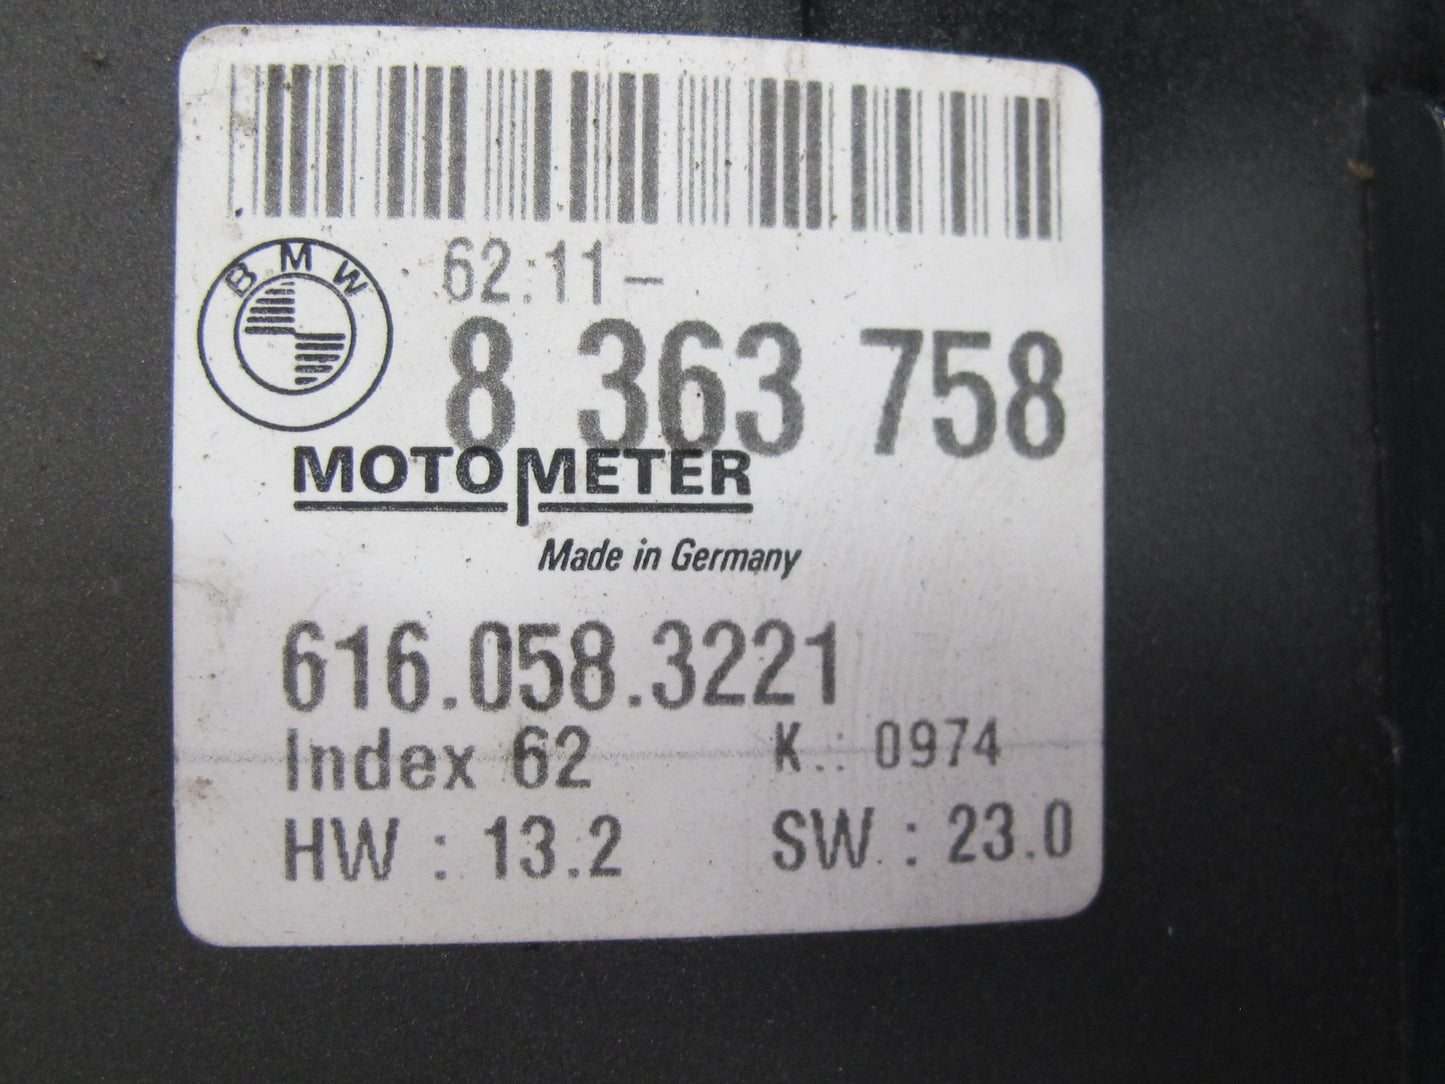 BMW
62.11-
8 363 758
MOTOMETER
Made in Germany
616.058.3221
Index 62 K.: 0974
HW : 13.2 SW : 23.0